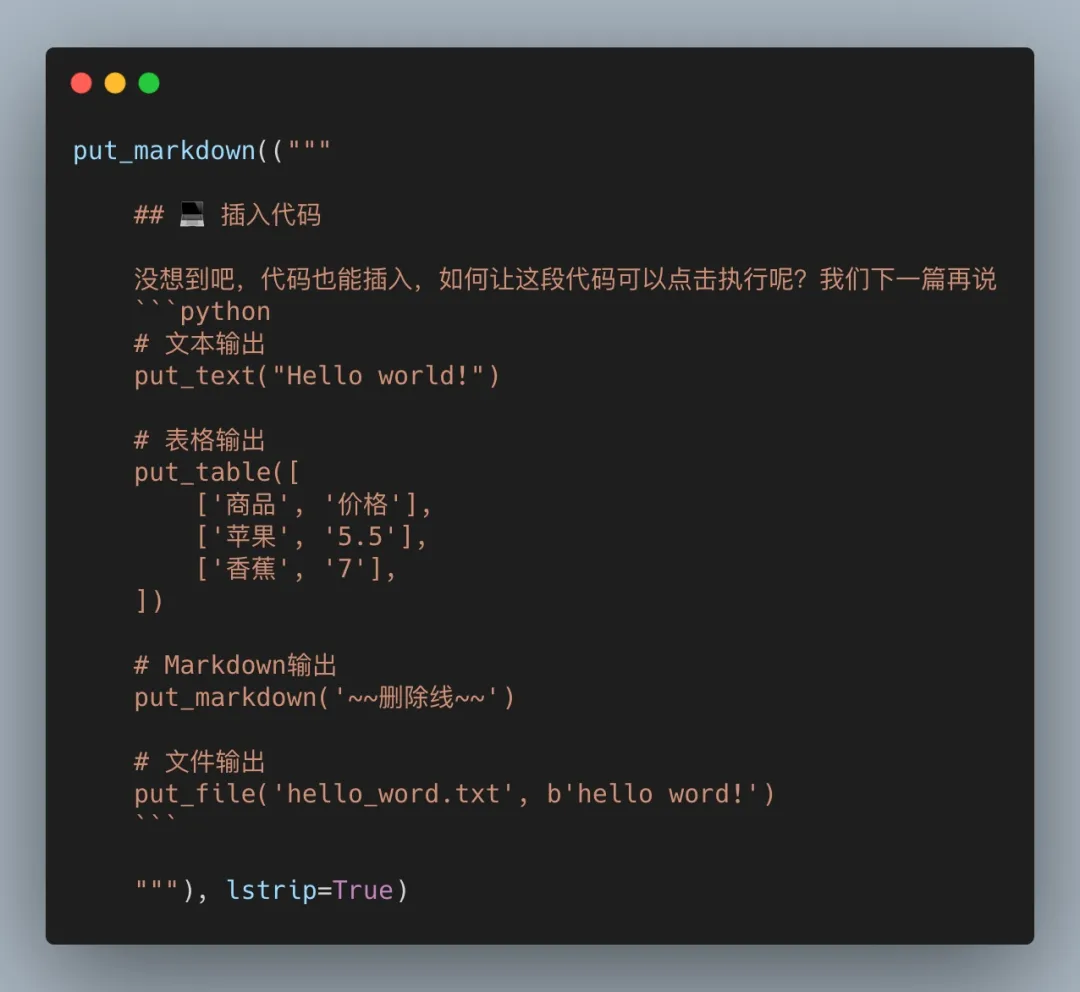 put_markdown(("""
## 💻 插入代码
没想到吧，代码也能插入，如何让这段代码可以点击执行呢？我们下一篇再说
```python
# 文本输出
put_text("Hello world!")
# 表格输出
put_table([
['商品', '价格'],
['苹果', '5.5'],
['香蕉', '7'],
])
# Markdown输出
put_markdown('~~删除线~~')
# 文件输出
put_file('hello_word.txt', b'hello word!')
```
"""), lstrip=True)